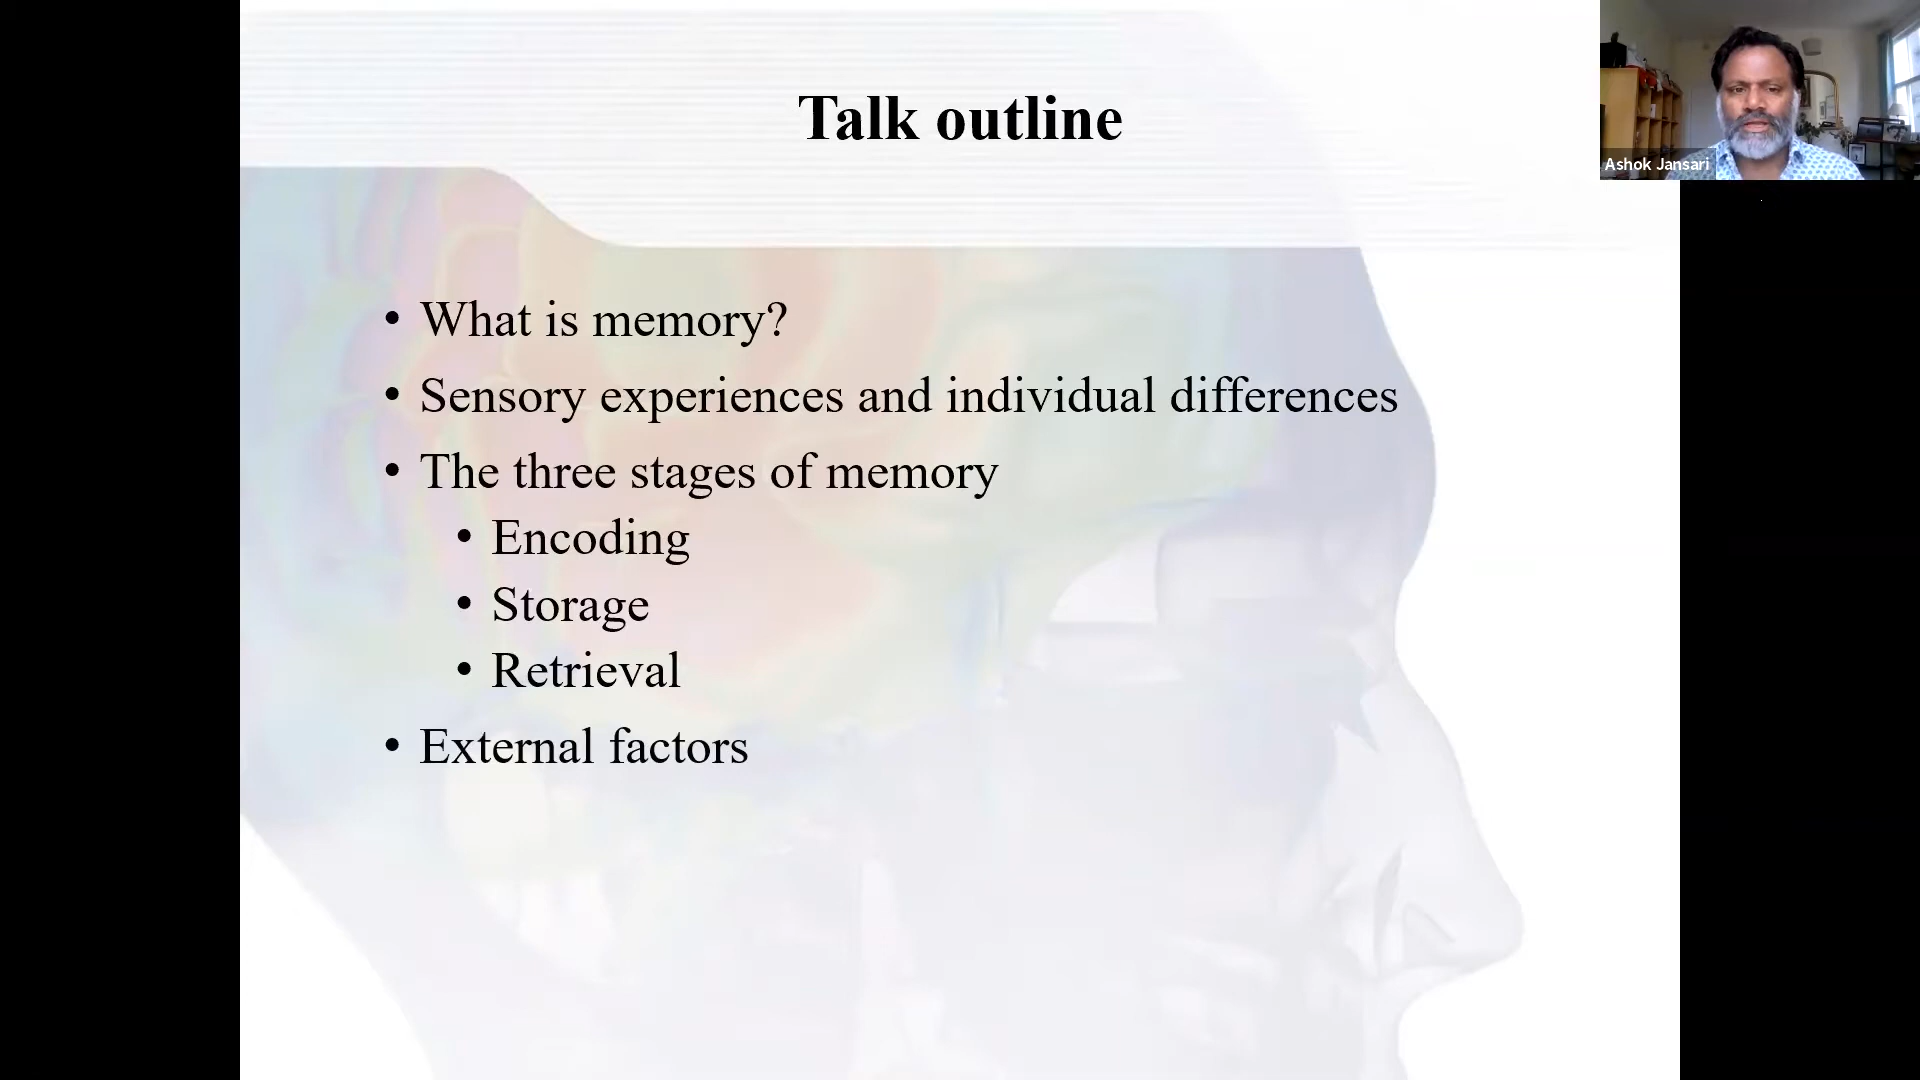 Talk outline
Ashok Jansari
• What is memory?
• Sensory experiences and individual differences
• The three stages of memory
• Encoding
• Storage
• Retrieval
• External factors